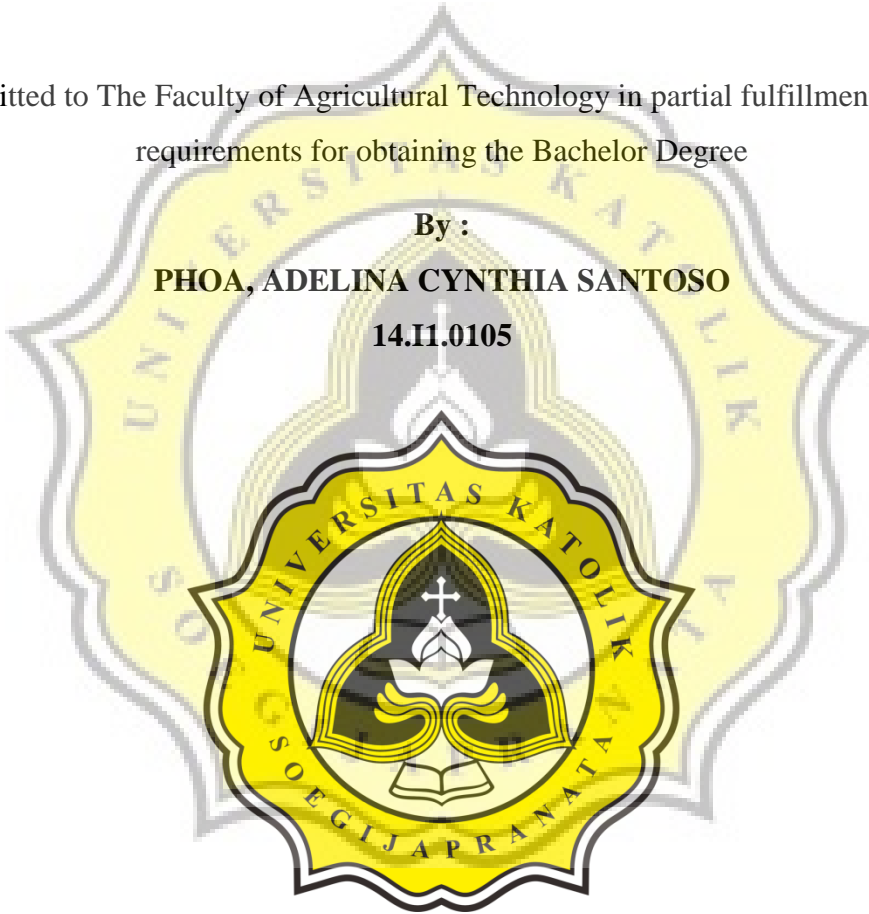 itted to The Faculty of Agricultural Technology in partial fulfillmen
requirements for obtaining the Bachelor Degree
By :
PHOA, ADELINA CYNTHIA SANTOSO
14.I1.0105
UNIVERSITAS KATOLIK
SOEGIJAPRANATA